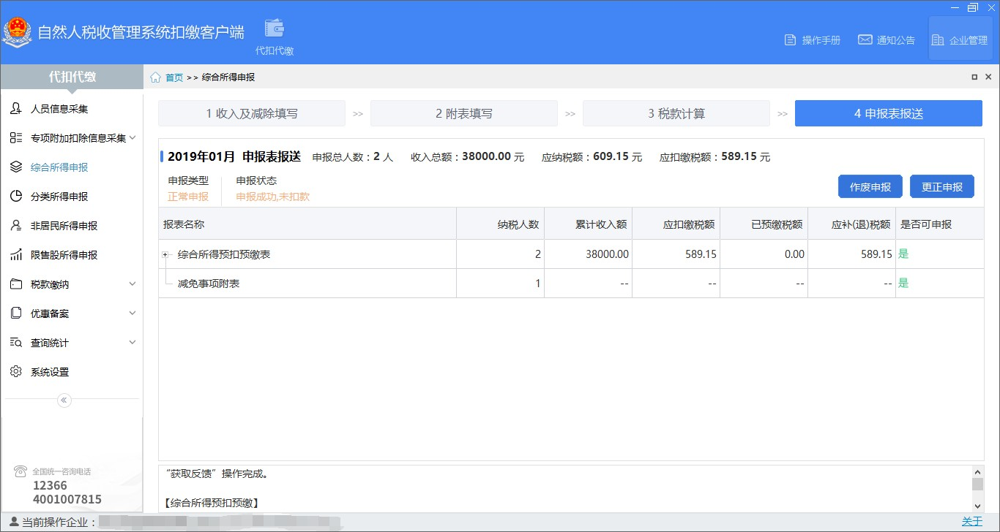 自然人税收管理系统扣缴客户端
代扣代缴
操作手册
通知公告
企业管理
代扣代缴
首页 >> 综合所得申报
人员信息采集
专项附加扣除信息采集
综合所得申报
分类所得申报
非居民所得申报
限售股所得申报
税款缴纳
优惠备案
查询统计
系统设置
全国统一咨询电话
12366
4001007815
1 收入及减除填写 >> 2 附表填写 >> 3 税款计算 >> 4 申报表报送
2019年01月 申报表报送 申报总人数：2 人 收入总额：38000.00 元 应纳税额：609.15 元 应扣缴税额：589.15 元
申报类型 申报状态
正常申报 申报成功,未扣款
作废申报 更正申报
报表名称 纳税人数 累计收入额 应扣缴税额 已预缴税额 应补(退)税额 是否可申报
综合所得预扣预缴表 2 38000.00 589.15 0.00 589.15 是
减免事项附表 1 -- -- -- -- 是
“获取反馈”操作完成。
【综合所得预扣预缴】
当前操作企业：
关于